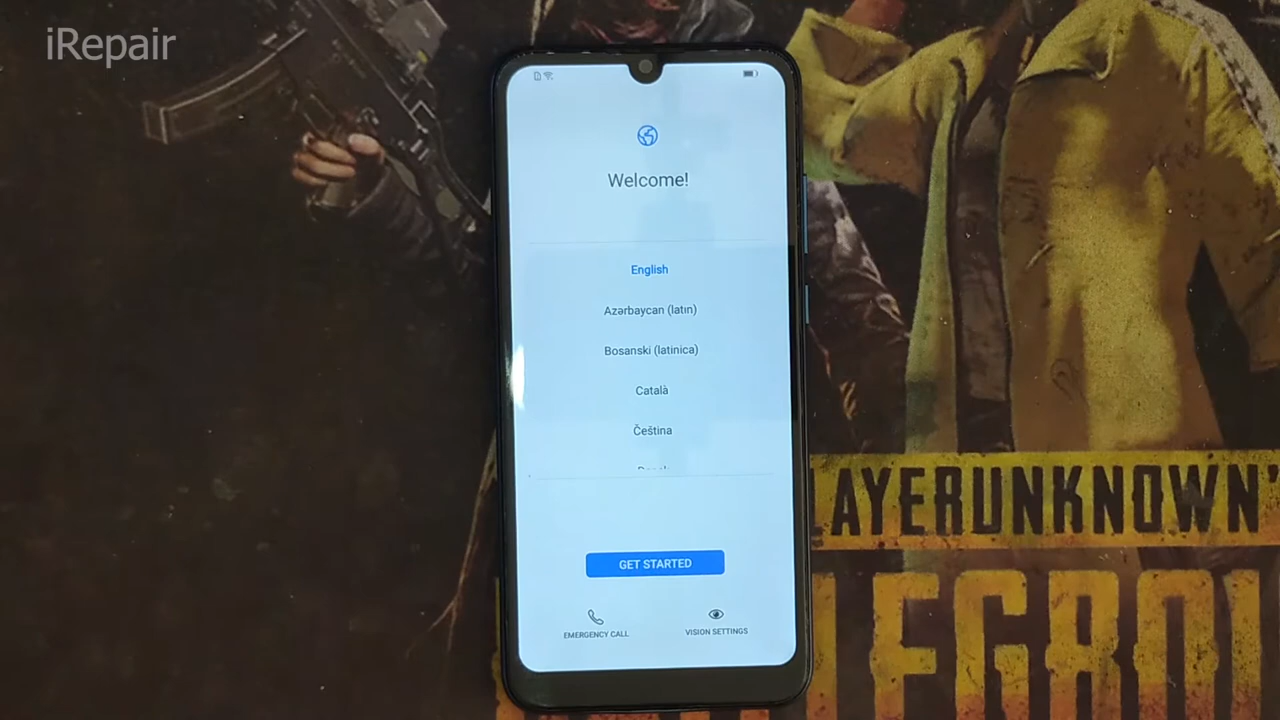 iRepair
Welcome!
English
Azərbaycan (latın)
Bosanski (latinica)
Català
Čeština
GET STARTED
EMERGENCY CALL
VISION SETTINGS
LAYERUNKNOWN'